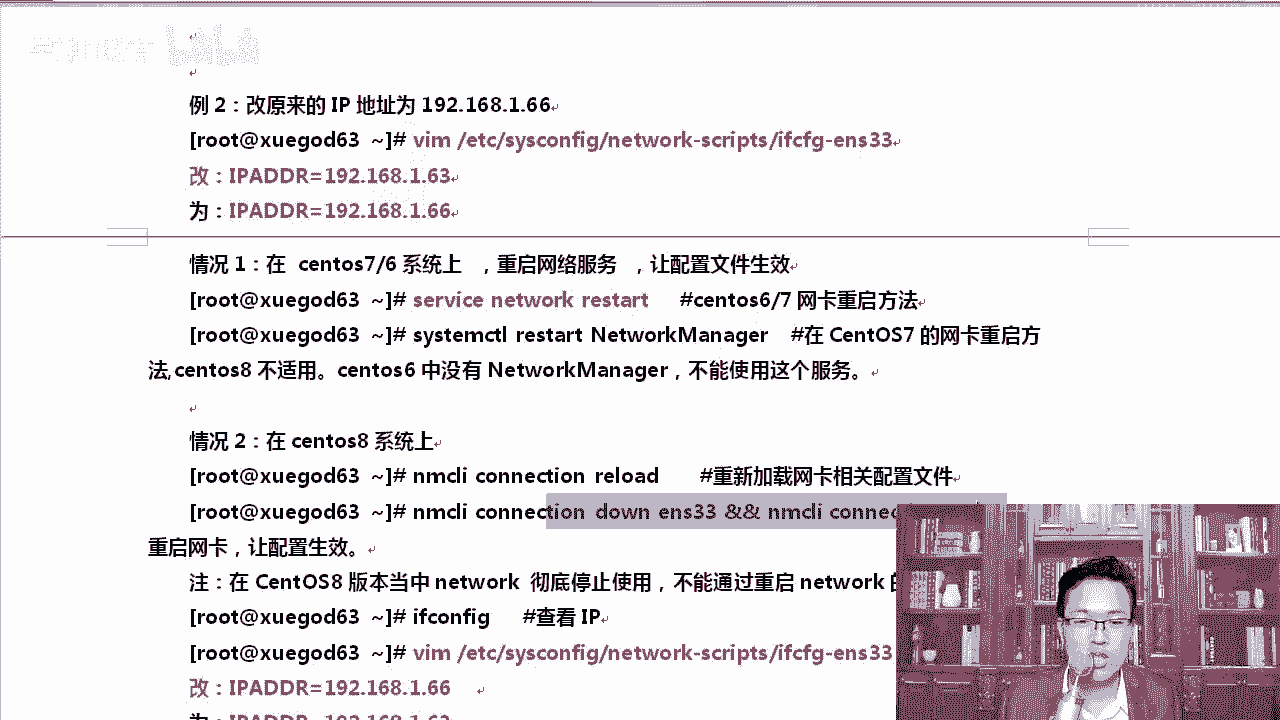 例 2：改原来的 IP 地址为 192.168.1.66
[root@xuegod63 ~]# vim /etc/sysconfig/network-scripts/ifcfg-ens33
改：IPADDR=192.168.1.63
为：IPADDR=192.168.1.66
情况 1：在 centos7/6 系统上 ，重启网络服务 ，让配置文件生效
[root@xuegod63 ~]# service network restart #centos6/7 网卡重启方法
[root@xuegod63 ~]# systemctl restart NetworkManager #在 CentOS7 的网卡重启方
法,centos8 不适用。centos6 中没有 NetworkManager，不能使用这个服务。
情况 2：在 centos8 系统上
[root@xuegod63 ~]# nmcli connection reload #重新加载网卡相关配置文件
[root@xuegod63 ~]# nmcli connection down ens33 && nmcli connec
重启网卡，让配置生效。
注：在 CentOS8 版本当中 network 彻底停止使用，不能通过重启 network 的
[root@xuegod63 ~]# ifconfig #查看 IP
[root@xuegod63 ~]# vim /etc/sysconfig/network-scripts/ifcfg-ens33
改：IPADDR=192.168.1.66
为：IPADDR=192.168.1.63